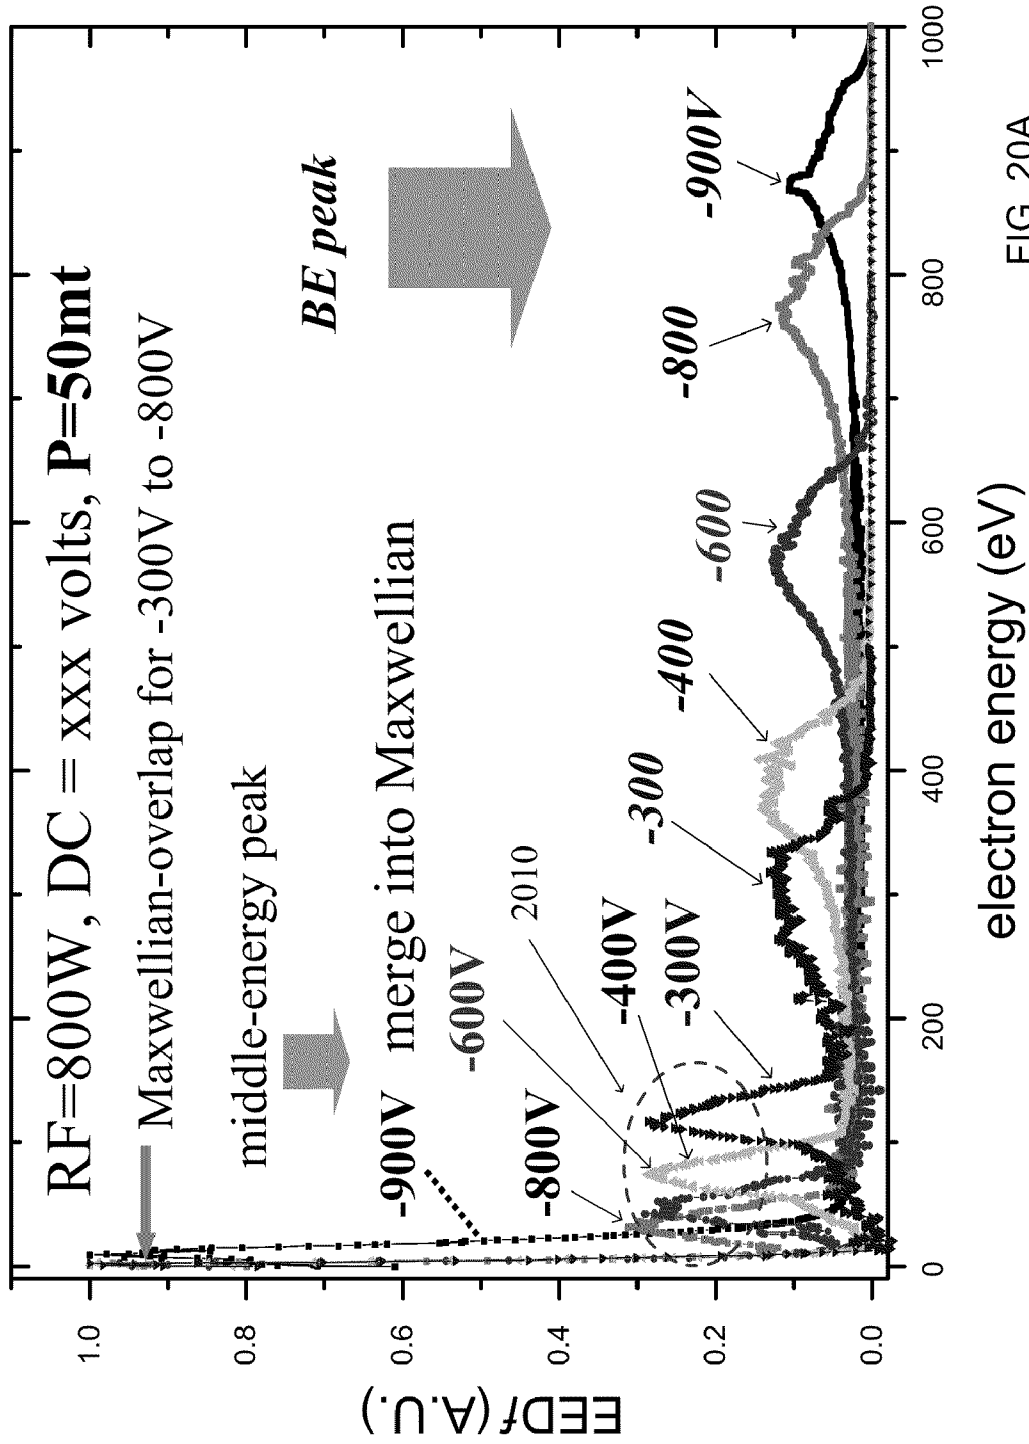 RF=800W, DC = xxx volts, P=50mt
Maxwellian-overlap for -300V to -800V
middle-energy peak
BE peak
-900V merge into Maxwellian
-600V
2010
-800V
-400V
-300V
-300
-400
-600
-800
-900V
1.0
0.8
0.6
0.4
0.2
0.0
EEDf (A.U.)
0
200
400
600
800
1000
electron energy (eV)
FIG. 20A